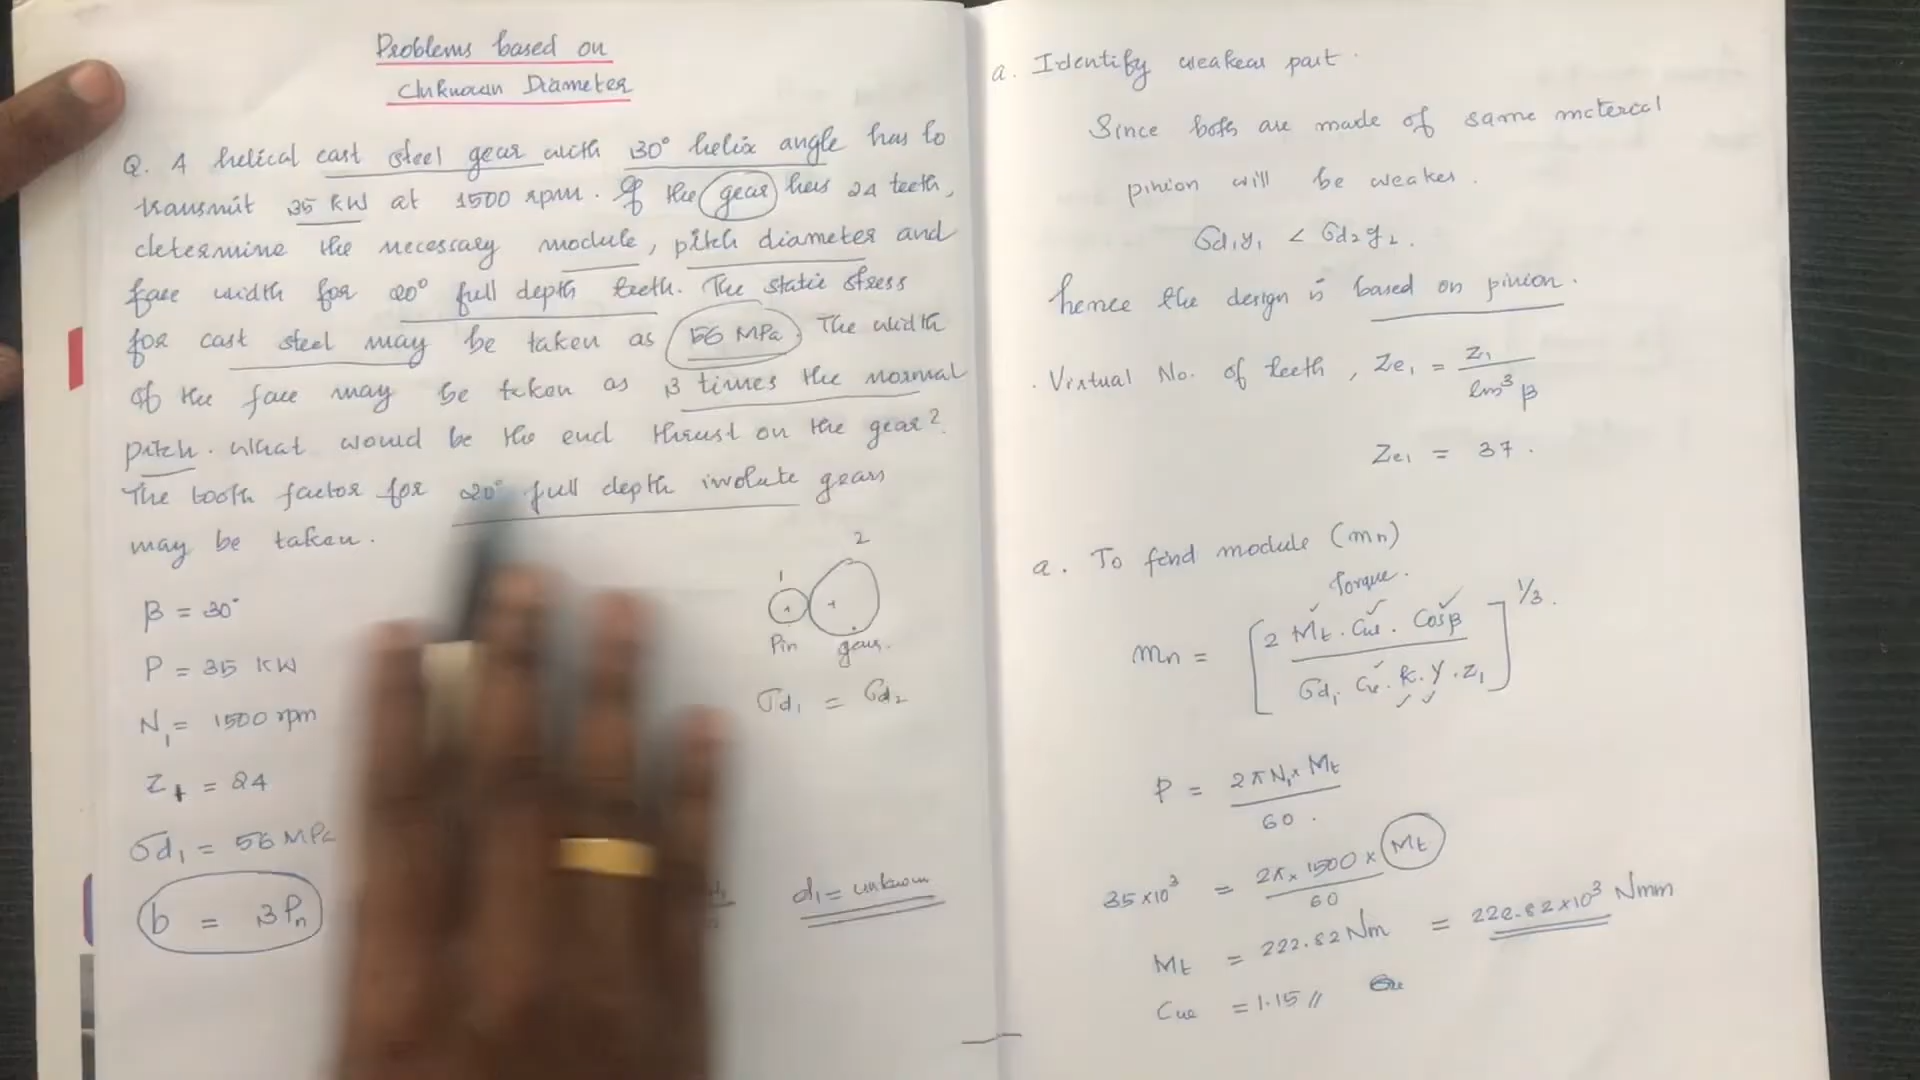 Problems based on
Unknown Diameter
Q. A helical cast steel gear with 30° helix angle has to
transmit 35 kW at 1500 rpm. If the gear has 24 teeth,
determine the necessary module, pitch diameter and
face width for 20° full depth teeth. The static stress
for cast steel may be taken as 56 MPa. The width
of the face may be taken as 3 times the normal
pitch. What would be the end thrust on the gear?
The tooth factor for 20° full depth involute gears
may be taken.
β = 30°
P = 35 KW
N₁ = 1500 rpm
Z₁ = 24
σd₁ = 56 MPa
b = 3Pn
1
2
Pin
gear.
σd₁ = σd₂
d₁ = unknown
a. Identify weaker part.
Since both are made of same material
pinion will be weaker.
σd₁y₁ < σd₂y₂.
hence the design is based on pinion.
Virtual No. of teeth, Ze₁ = Z₁ / cos³ β
Ze₁ = 37.
a. To find module (mn)
Torque.
mn = [2 Mt. Cw. Cosβ / σd₁ Cv. K. Y. Z₁]^1/3.
P = 2πN₁×Mt / 60.
35×10³ = 2π×1500×Mt / 60
Mt = 222.82 Nm = 222.82×10³ Nmm
Cw = 1.15 //